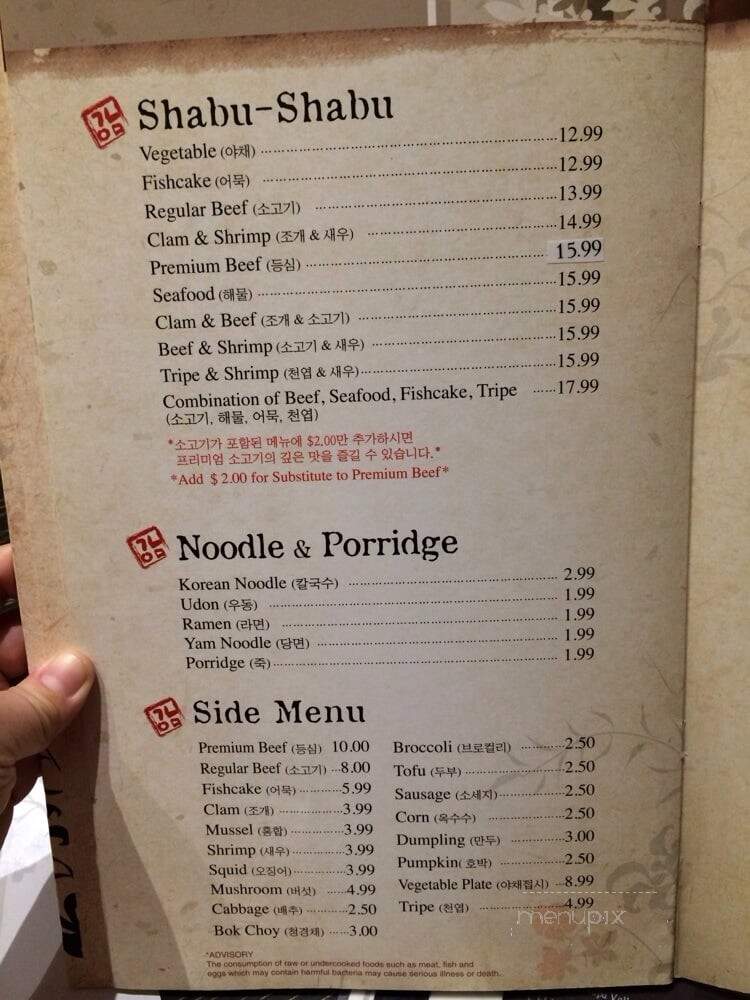 Shabu-Shabu
Vegetable (야채) 12.99
Fishcake (어묵) 12.99
Regular Beef (소고기) 13.99
Clam & Shrimp (조개 & 새우) 14.99
Premium Beef (등심) 15.99
Seafood (해물) 15.99
Clam & Beef (조개 & 소고기) 15.99
Beef & Shrimp (소고기 & 새우) 15.99
Tripe & Shrimp (천엽 & 새우) 15.99
Combination of Beef, Seafood, Fishcake, Tripe 17.99
(소고기, 해물, 어묵, 천엽)
*소고기가 포함된 메뉴에 $2.00만 추가하시면
프리미엄 소고기의 깊은 맛을 즐길 수 있습니다.*
*Add $2.00 for Substitute to Premium Beef*
Noodle & Porridge
Korean Noodle (칼국수) 2.99
Udon (우동) 1.99
Ramen (라면) 1.99
Yam Noodle (당면) 1.99
Porridge (죽) 1.99
Side Menu
Premium Beef (등심) 10.00
Regular Beef (소고기) 8.00
Fishcake (어묵) 5.99
Clam (조개) 3.99
Mussel (홍합) 3.99
Shrimp (새우) 3.99
Squid (오징어) 3.99
Mushroom (버섯) 4.99
Cabbage (배추) 2.50
Bok Choy (청경채) 3.00
Broccoli (브로컬리) 2.50
Tofu (두부) 2.50
Sausage (소세지) 2.50
Corn (옥수수) 2.50
Dumpling (만두) 3.00
Pumpkin( 호박) 2.50
Vegetable Plate (야채접시) 8.99
Tripe (천엽) 4.99
menupix
*ADVISORY
The consumption of raw or undercooked foods such as meat, fish and
eggs which may contain harmful bacteria may cause serious illness or death.